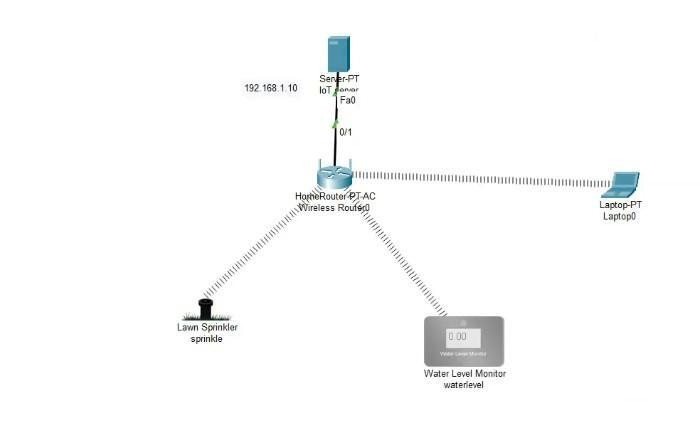 Server-PT
192.168.1.10
IoT server
Fa0
0/1
HomeRouter-PT-AC
Wireless Router0
Laptop-PT
Laptop0
Lawn Sprinkler
sprinkle
0.00
Water Level Monitor
Water Level Monitor
waterlevel